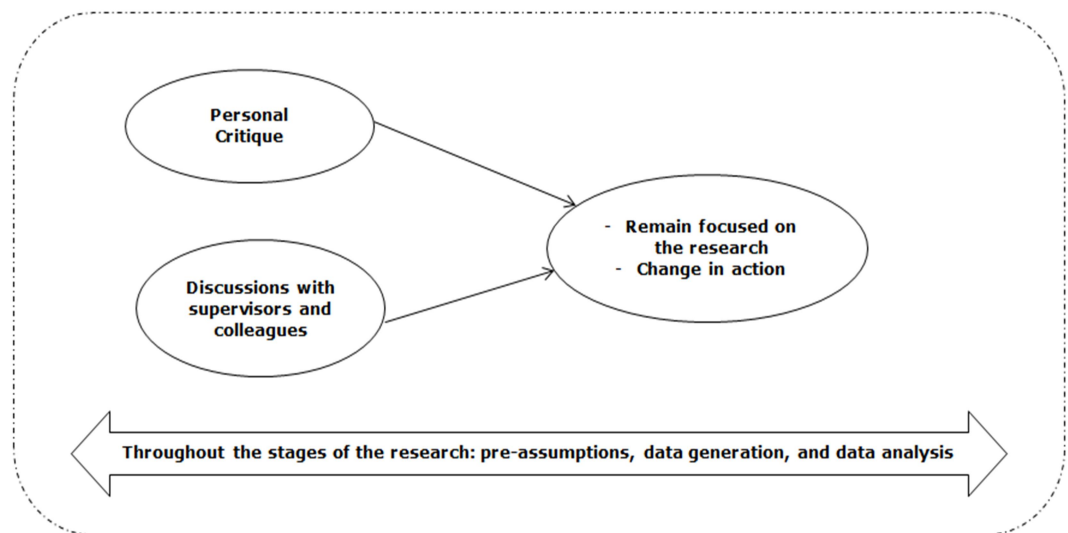 Personal
Critique
Discussions with
supervisors and
colleagues
- Remain focused on
the research
- Change in action
Throughout the stages of the research: pre-assumptions, data generation, and data analysis